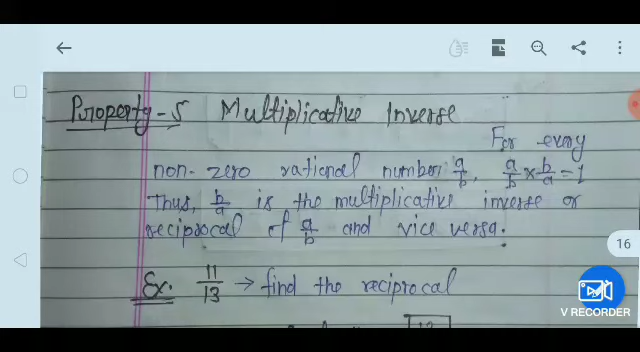 Property-5 Multiplicative Inverse
For every
non-zero rational number a/b, a/b × b/a = 1
Thus, b/a is the multiplicative inverse or
reciprocal of a/b and vice versa.
16
Ex. 11/13 → find the reciprocal
V RECORDER